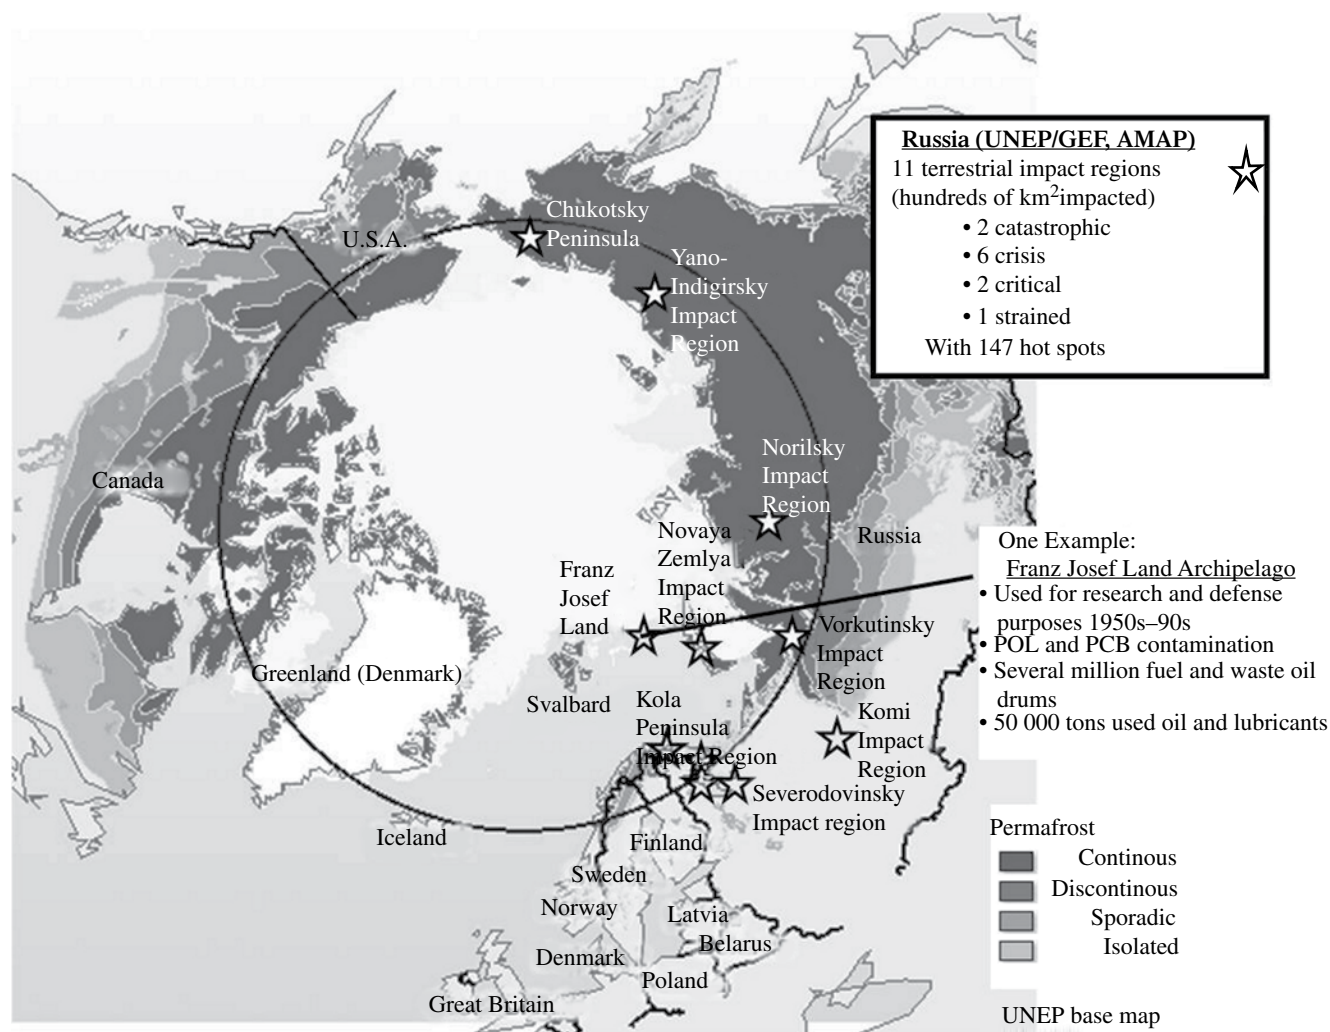 Russia (UNEP/GEF, AMAP)
11 terrestrial impact regions
(hundreds of km²impacted)
• 2 catastrophic
• 6 crisis
• 2 critical
• 1 strained
With 147 hot spots
Chukotsky
Peninsula
U.S.A.
Yano-
Indigirsky
Impact
Region
Canada
Norilsky
Impact
Region
Russia
Novaya
Zemlya
Impact
Region
Franz
Josef
Land
One Example:
Franz Josef Land Archipelago
• Used for research and defense
purposes 1950s–90s
• POL and PCB contamination
• Several million fuel and waste oil
drums
• 50 000 tons used oil and lubricants
Vorkutinsky
Impact
Region
Greenland (Denmark)
Svalbard
Kola
Peninsula
Impact Region
Komi
Impact
Region
Severodovinsky
Impact region
Iceland
Finland
Sweden
Norway
Latvia
Belarus
Denmark
Poland
Great Britain
Permafrost
Continous
Discontinous
Sporadic
Isolated
UNEP base map